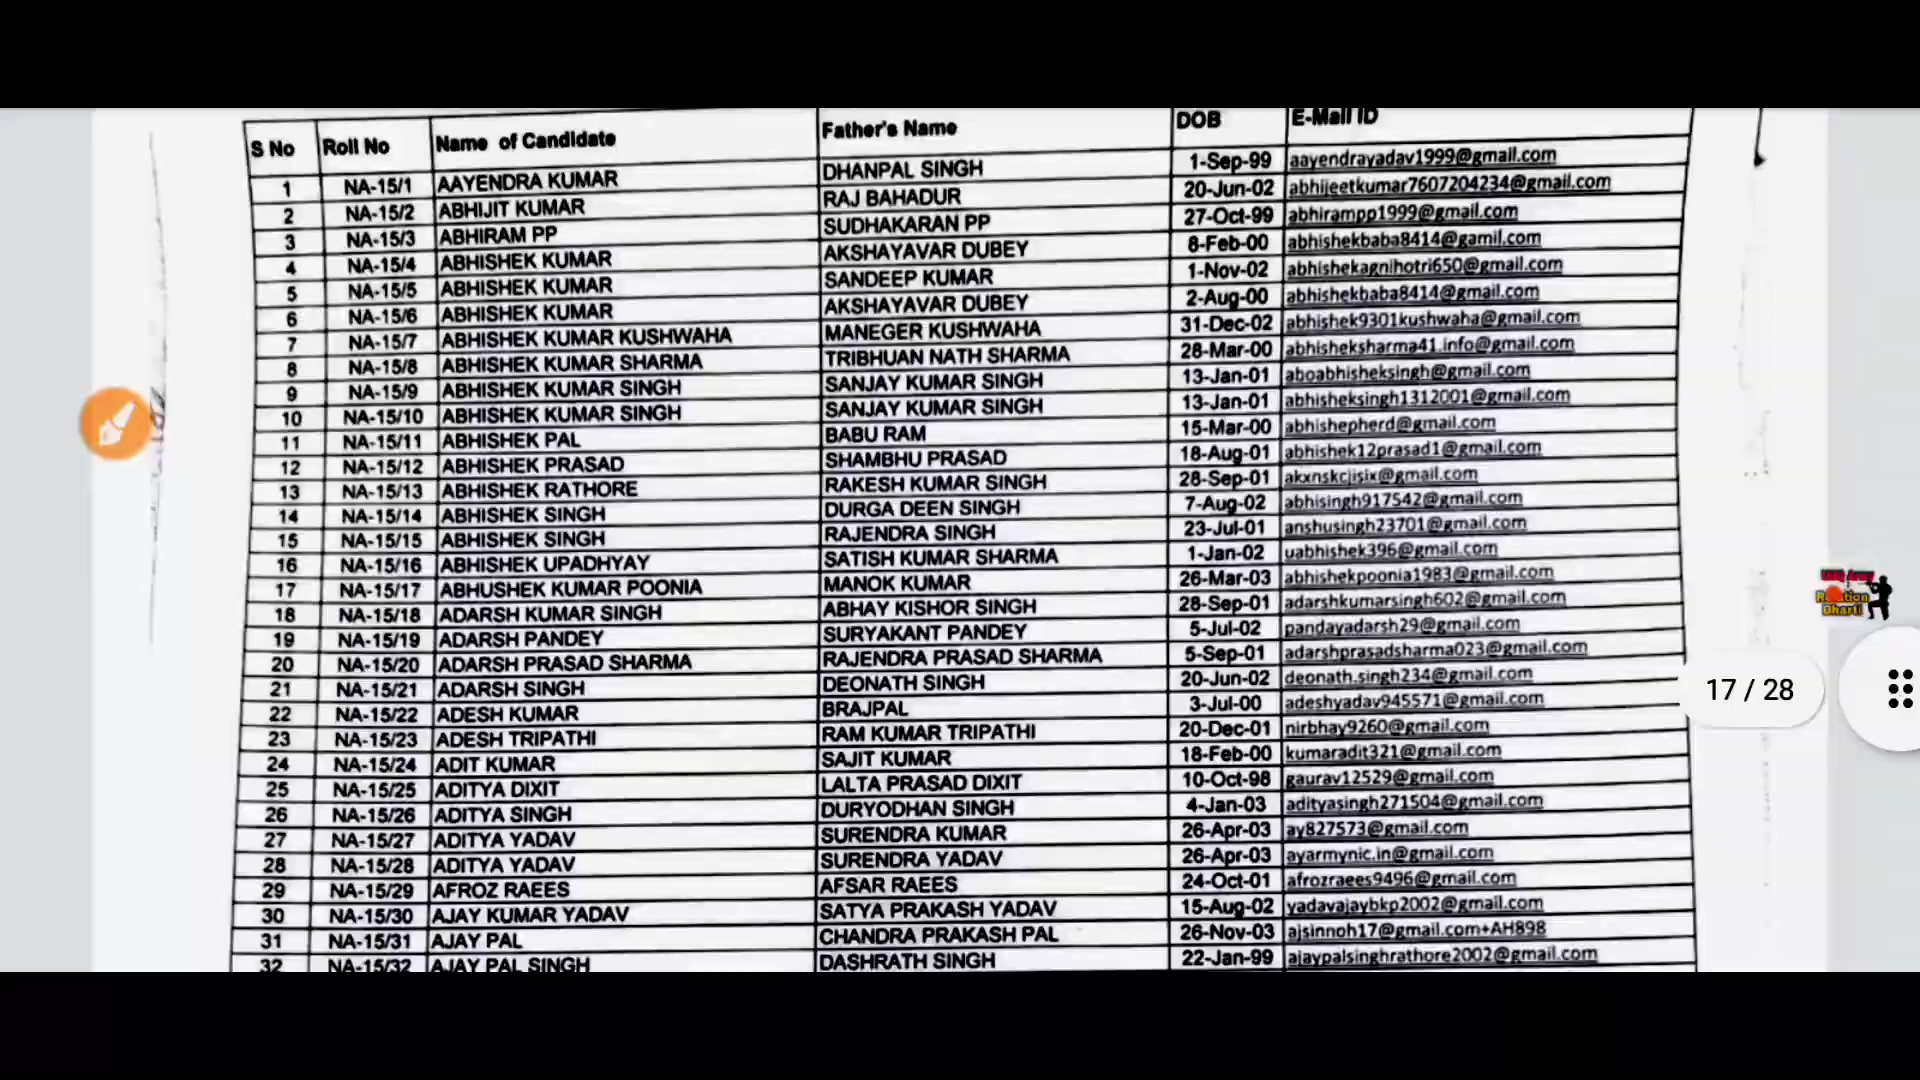 S No Roll No Name of Candidate Father's Name DOB E-Mail ID
1 NA-15/1 AAYENDRA KUMAR DHANPAL SINGH 1-Sep-99 aayendrayadav1999@gmail.com
2 NA-15/2 ABHIJIT KUMAR RAJ BAHADUR 20-Jun-02 abhijeetkumar7607204234@gmail.com
3 NA-15/3 ABHIRAM PP SUDHAKARAN PP 27-Oct-99 abhirampp1999@gmail.com
4 NA-15/4 ABHISHEK KUMAR AKSHAYAVAR DUBEY 8-Feb-00 abhishekbaba8414@gamil.com
5 NA-15/5 ABHISHEK KUMAR SANDEEP KUMAR 1-Nov-02 abhishekagnihotri650@gmail.com
6 NA-15/6 ABHISHEK KUMAR AKSHAYAVAR DUBEY 2-Aug-00 abhishekbaba8414@gmail.com
7 NA-15/7 ABHISHEK KUMAR KUSHWAHA MANEGER KUSHWAHA 31-Dec-02 abhishek9301kushwaha@gmail.com
8 NA-15/8 ABHISHEK KUMAR SHARMA TRIBHUAN NATH SHARMA 28-Mar-00 abhisheksharma41.info@gmail.com
9 NA-15/9 ABHISHEK KUMAR SINGH SANJAY KUMAR SINGH 13-Jan-01 aboabhisheksingh@gmail.com
10 NA-15/10 ABHISHEK KUMAR SINGH SANJAY KUMAR SINGH 13-Jan-01 abhisheksingh1312001@gmail.com
11 NA-15/11 ABHISHEK PAL BABU RAM 15-Mar-00 abhishepherd@gmail.com
12 NA-15/12 ABHISHEK PRASAD SHAMBHU PRASAD 18-Aug-01 abhishek12prasad1@gmail.com
13 NA-15/13 ABHISHEK RATHORE RAKESH KUMAR SINGH 28-Sep-01 akxnskcjisix@gmail.com
14 NA-15/14 ABHISHEK SINGH DURGA DEEN SINGH 7-Aug-02 abhisingh917542@gmail.com
15 NA-15/15 ABHISHEK SINGH RAJENDRA SINGH 23-Jul-01 anshusingh23701@gmail.com
16 NA-15/16 ABHISHEK UPADHYAY SATISH KUMAR SHARMA 1-Jan-02 uabhishek396@gmail.com
17 NA-15/17 ABHUSHEK KUMAR POONIA MANOK KUMAR 26-Mar-03 abhishekpoonia1983@gmail.com
18 NA-15/18 ADARSH KUMAR SINGH ABHAY KISHOR SINGH 28-Sep-01 adarshkumarsingh602@gmail.com
19 NA-15/19 ADARSH PANDEY SURYAKANT PANDEY 5-Jul-02 pandayadarsh29@gmail.com
20 NA-15/20 ADARSH PRASAD SHARMA RAJENDRA PRASAD SHARMA 5-Sep-01 adarshprasadsharma023@gmail.com
21 NA-15/21 ADARSH SINGH DEONATH SINGH 20-Jun-02 deonath.singh234@gmail.com
22 NA-15/22 ADESH KUMAR BRAJPAL 3-Jul-00 adeshyadav945571@gmail.com
23 NA-15/23 ADESH TRIPATHI RAM KUMAR TRIPATHI 20-Dec-01 nirbhay9260@gmail.com
24 NA-15/24 ADIT KUMAR SAJIT KUMAR 18-Feb-00 kumaradit321@gmail.com
25 NA-15/25 ADITYA DIXIT LALTA PRASAD DIXIT 10-Oct-98 gaurav12529@gmail.com
26 NA-15/26 ADITYA SINGH DURYODHAN SINGH 4-Jan-03 adityasingh271504@gmail.com
27 NA-15/27 ADITYA YADAV SURENDRA KUMAR 26-Apr-03 ay827573@gmail.com
28 NA-15/28 ADITYA YADAV SURENDRA YADAV 26-Apr-03 ayarmynic.in@gmail.com
29 NA-15/29 AFROZ RAEES AFSAR RAEES 24-Oct-01 afrozraees9496@gmail.com
30 NA-15/30 AJAY KUMAR YADAV SATYA PRAKASH YADAV 15-Aug-02 yadavajaybkp2002@gmail.com
31 NA-15/31 AJAY PAL CHANDRA PRAKASH PAL 26-Nov-03 ajsinnoh17@gmail.com+AH898
32 NA-15/32 AJAY PAL SINGH DASHRATH SINGH 22-Jan-99 ajaypalsinghrathore2002@gmail.com
17 / 28
Army
Bharti